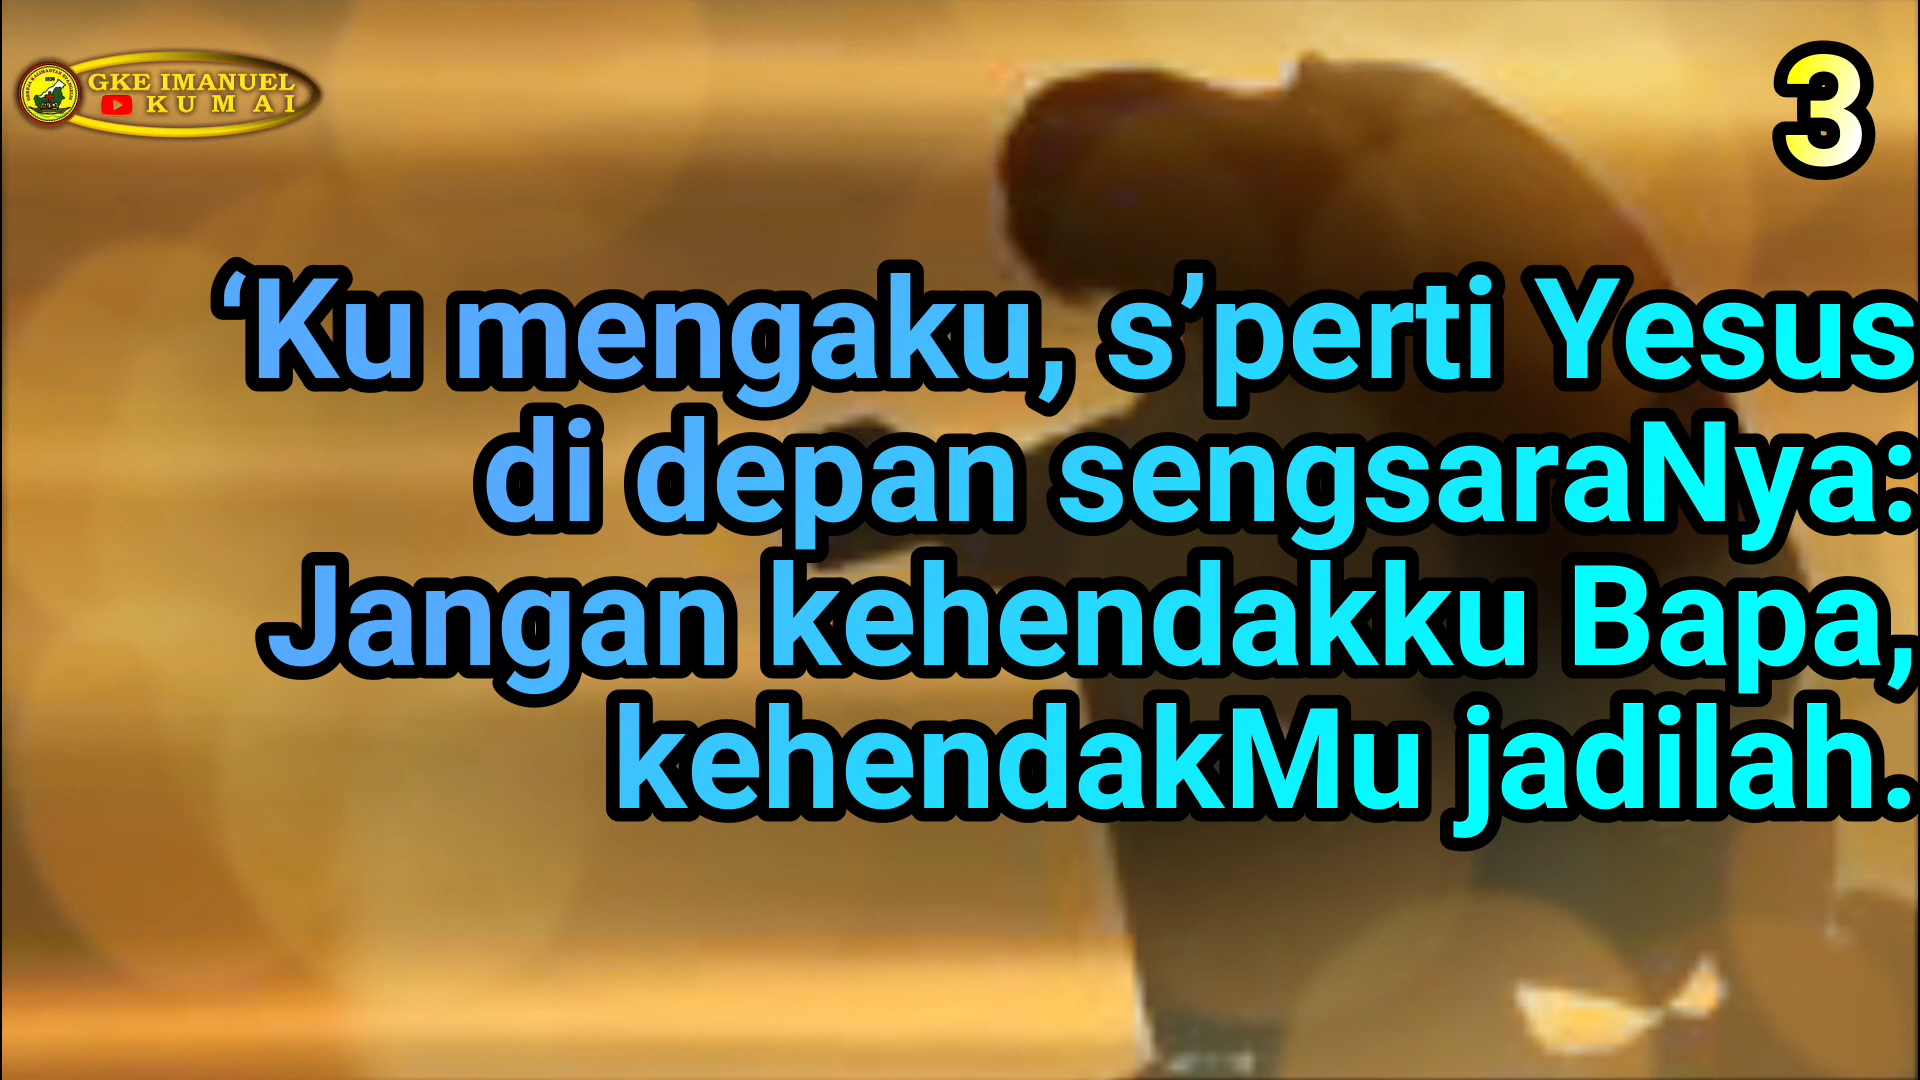 GKE IMANUEL
KUMAI
3
‘Ku mengaku, s’perti Yesus
di depan sengsaraNya:
Jangan kehendakku Bapa,
kehendakMu jadilah.